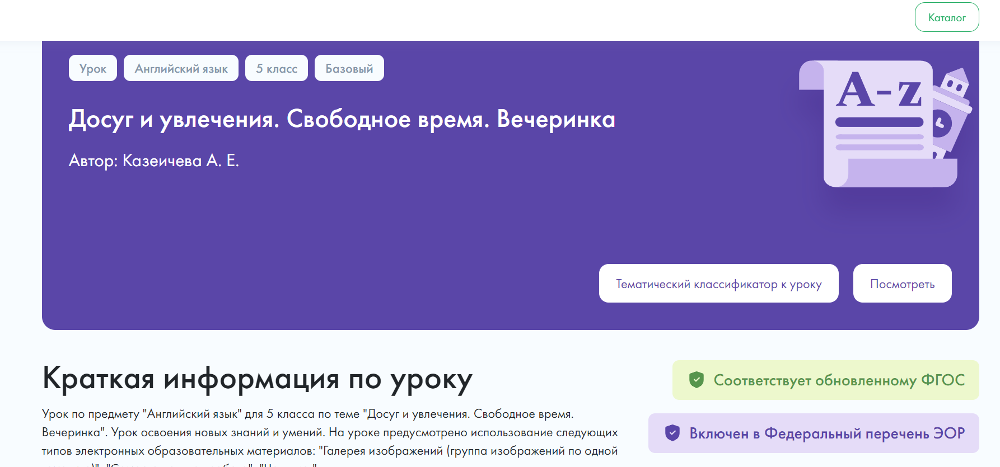 Каталог
Урок
Английский язык
5 класс
Базовый
A-z
Досуг и увлечения. Свободное время. Вечеринка
Автор: Казеичева А. Е.
Тематический классификатор к уроку
Посмотреть
Краткая информация по уроку
Соответствует обновленному ФГОС
Включен в Федеральный перечень ЭОР
Урок по предмету "Английский язык" для 5 класса по теме "Досуг и увлечения. Свободное время.
Вечеринка". Урок освоения новых знаний и умений. На уроке предусмотрено использование следующих
типов электронных образовательных материалов: "Галерея изображений (группа изображений по одной